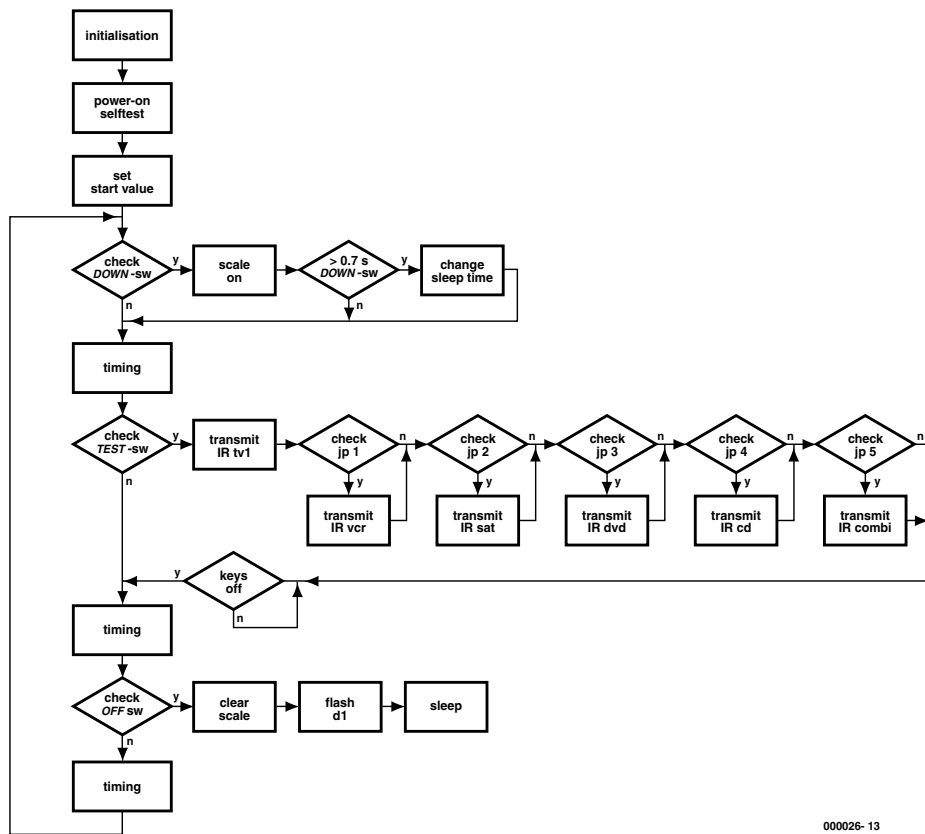 initialisation
power-on
selftest
set
start value
check
DOWN -sw
y
n
scale
on
> 0.7 s
DOWN -sw
y
n
change
sleep time
timing
check
TEST -sw
y
n
transmit
IR tv1
check
jp 1
n
y
transmit
IR vcr
check
jp 2
n
y
transmit
IR sat
check
jp 3
n
y
transmit
IR dvd
check
jp 4
n
y
transmit
IR cd
check
jp 5
n
y
transmit
IR combi
y
keys
off
n
timing
check
OFF sw
y
n
clear
scale
flash
d1
sleep
timing
000026- 13